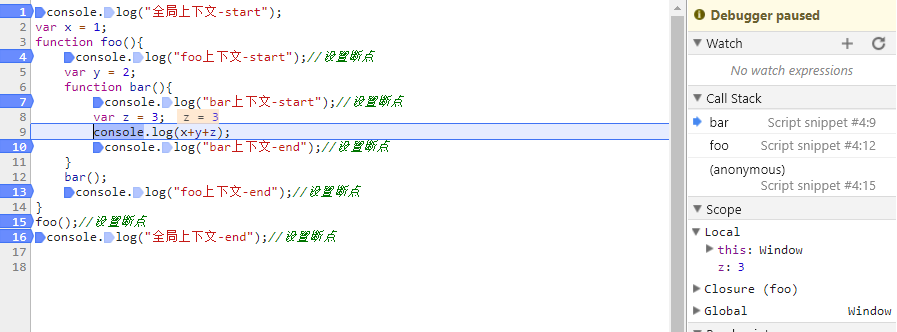 1 console.log("全局上下文-start");
2 var x = 1;
3 function foo(){
4 console.log("foo上下文-start");//设置断点
5 var y = 2;
6 function bar(){
7 console.log("bar上下文-start");//设置断点
8 var z = 3; z = 3
9 console.log(x+y+z);
10 console.log("bar上下文-end");//设置断点
11 }
12 bar();
13 console.log("foo上下文-end");//设置断点
14 }
15 foo();//设置断点
16 console.log("全局上下文-end");//设置断点
17
18
Debugger paused
Watch
No watch expressions
Call Stack
bar Script snippet #4:9
foo Script snippet #4:12
(anonymous)
Script snippet #4:15
Scope
Local
this: Window
z: 3
Closure (foo)
Global Window